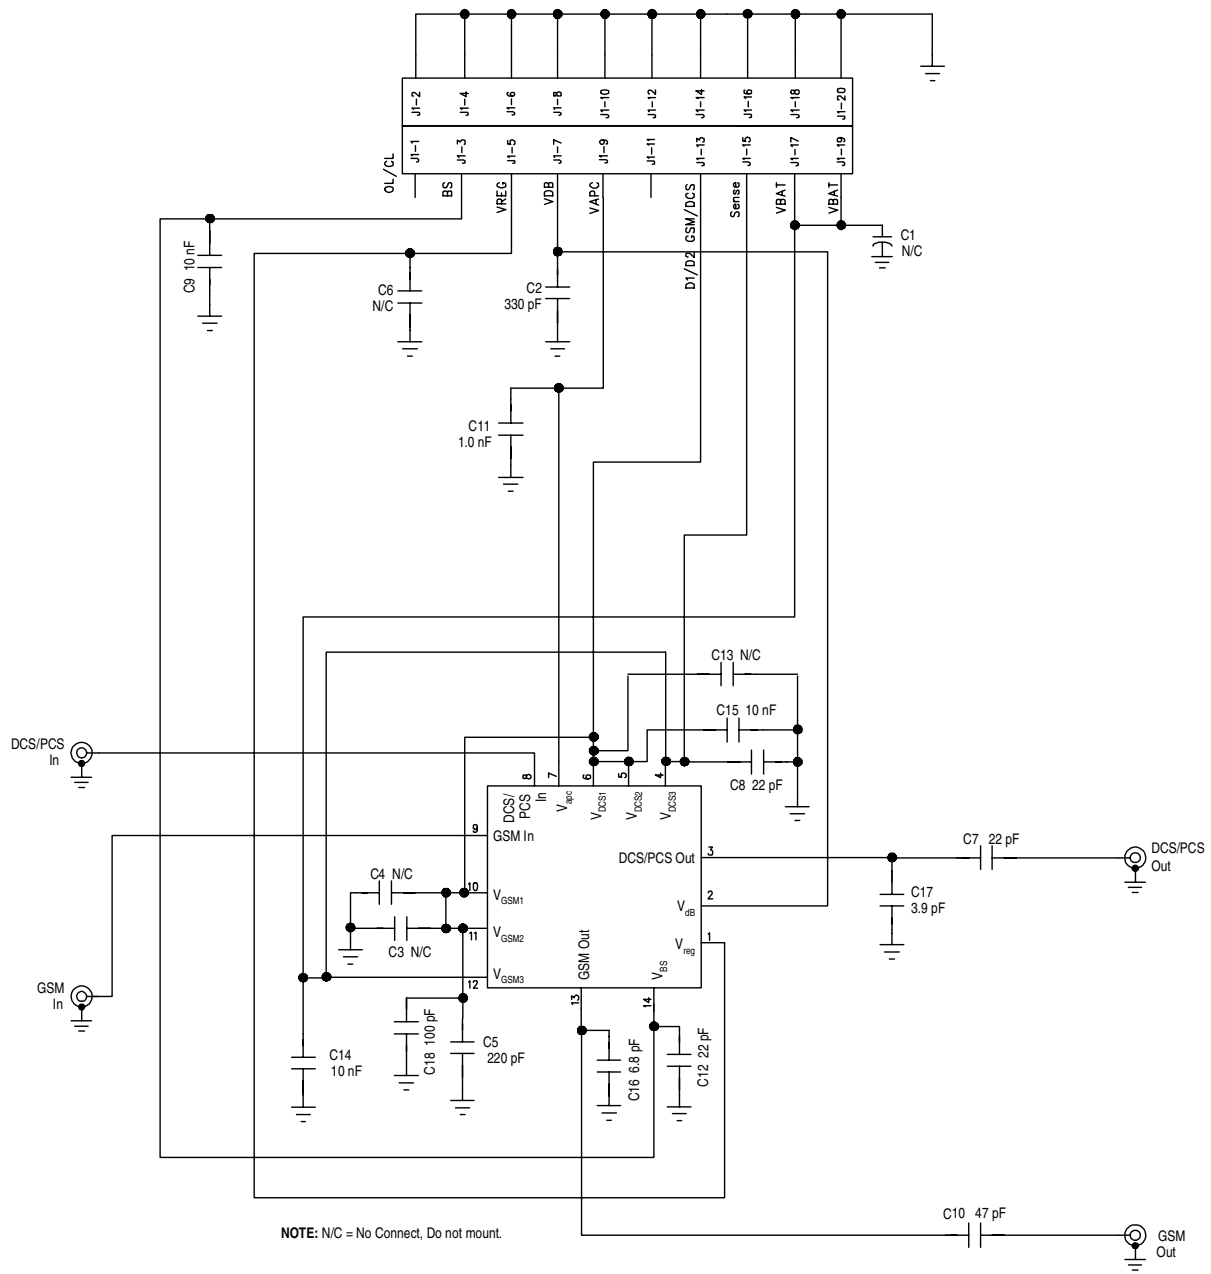 J1-2
J1-4
J1-6
J1-8
J1-10
J1-12
J1-14
J1-16
J1-18
J1-20
J1-1
J1-3
J1-5
J1-7
J1-9
J1-11
J1-13
J1-15
J1-17
J1-19
OL/CL
BS
VREG
VDB
VAPC
D1/D2 GSM/DCS
Sense
VBAT
VBAT
C1
N/C
C9 10 nF
C6
N/C
C2
330 pF
C11
1.0 nF
C13 N/C
C15 10 nF
C8 22 pF
DCS/PCS
In
8
7
6
5
4
DCS/
PCS
In
Vapc
VDCS1
VDCS2
VDCS3
9
GSM In
DCS/PCS Out
3
C7 22 pF
DCS/PCS
Out
C4 N/C
10
VGSM1
C17
3.9 pF
VdB
2
C3 N/C
11
VGSM2
Vreg
1
GSM Out
VBS
VGSM3
12
GSM
In
13
14
C18 100 pF
C5
220 pF
C14
10 nF
C16 6.8 pF
C12 22 pF
C10 47 pF
GSM
Out
NOTE: N/C = No Connect, Do not mount.